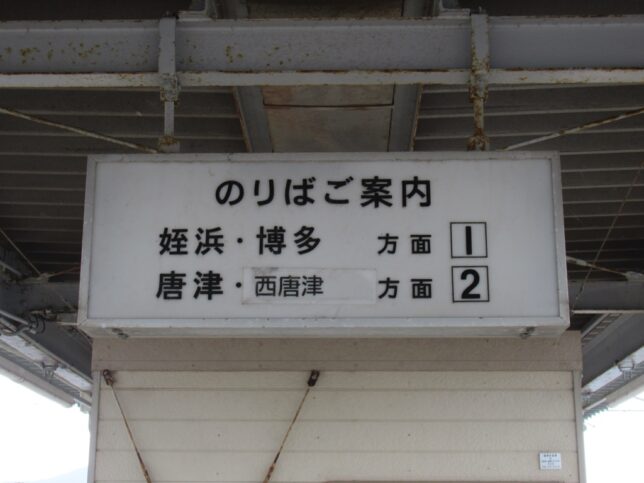 のりばご案内
姪浜・博多 方面 1
唐津・西唐津 方面 2